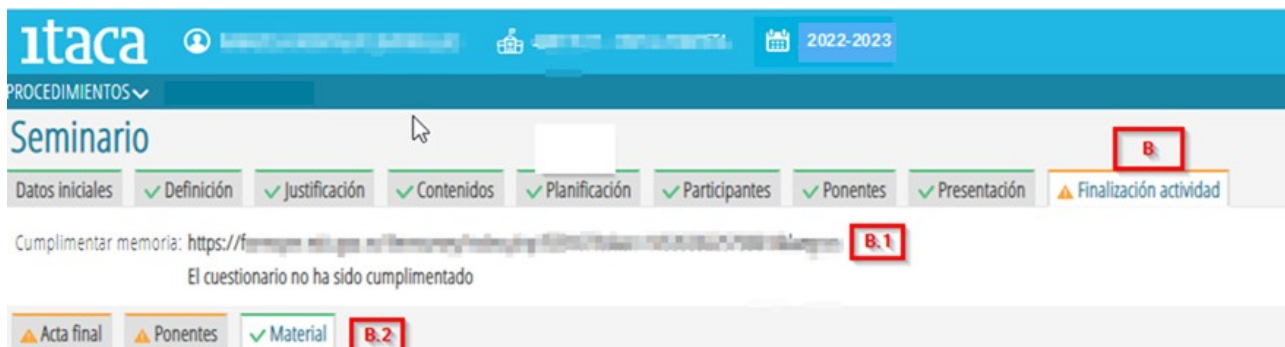 ıtaca 2022-2023
PROCEDIMIENTOS
Seminario
B
Datos iniciales Definición Justificación Contenidos Planificación Participantes Ponentes Presentación Finalización actividad
Cumplimentar memoria: https://f B.1
El cuestionario no ha sido cumplimentado
Acta final Ponentes Material B.2